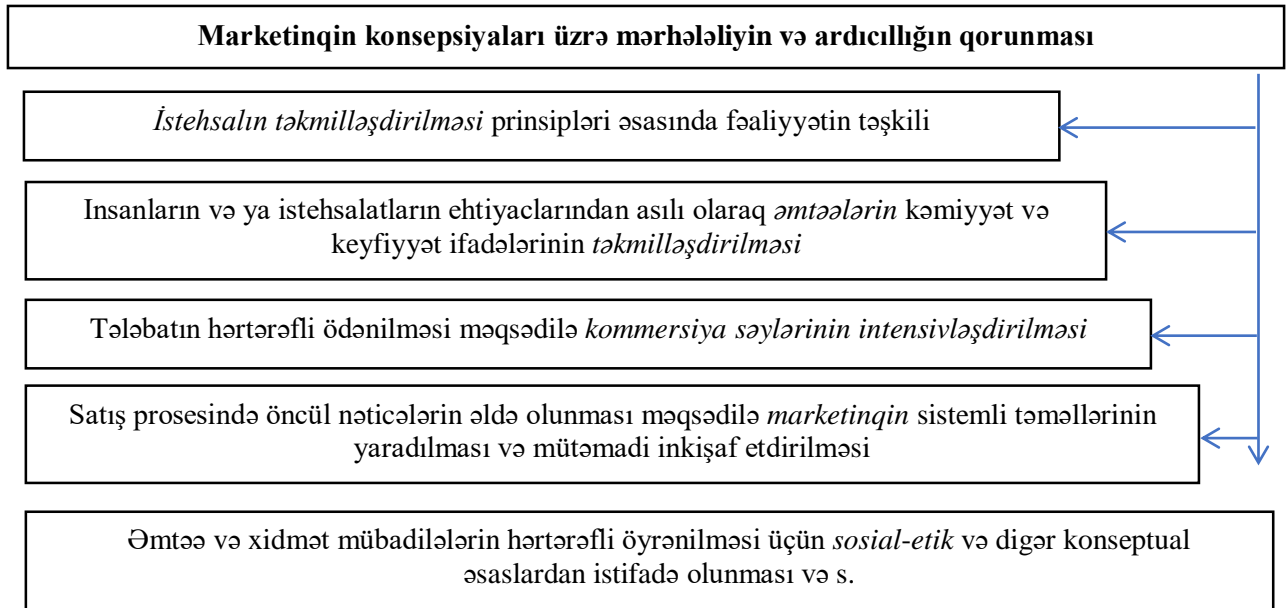 Marketinqin konsepsiyaları üzrə mərhələliyin və ardıcıllığın qorunması
İstehsalın təkmilləşdirilməsi prinsipləri əsasında fəaliyyətin təşkili
Insanların və ya istehsalatların ehtiyaclarından asılı olaraq əmtəələrin kəmiyyət və
keyfiyyət ifadələrinin təkmilləşdirilməsi
Tələbatın hərtərəfli ödənilməsi məqsədilə kommersiya səylərinin intensivləşdirilməsi
Satış prosesində öncül nəticələrin əldə olunması məqsədilə marketinqin sistemli təməllərinin
yaradılması və mütəmadi inkişaf etdirilməsi
Əmtəə və xidmət mübadilələrin hərtərəfli öyrənilməsi üçün sosial-etik və digər konseptual
əsaslardan istifadə olunması və s.